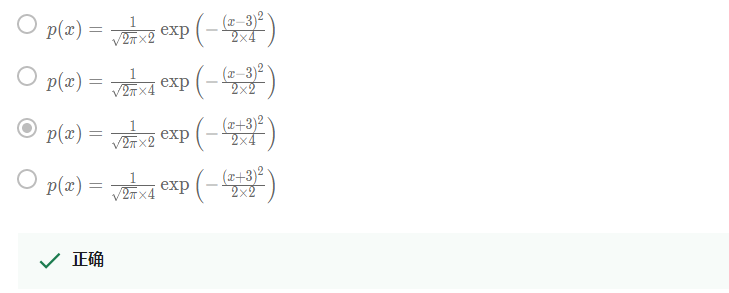 p(x) = \frac{1}{\sqrt{2\pi}\times 2} \exp\left(-\frac{(x-3)^2}{2\times 4}\right)
p(x) = \frac{1}{\sqrt{2\pi}\times 4} \exp\left(-\frac{(x-3)^2}{2\times 2}\right)
p(x) = \frac{1}{\sqrt{2\pi}\times 2} \exp\left(-\frac{(x+3)^2}{2\times 4}\right)
p(x) = \frac{1}{\sqrt{2\pi}\times 4} \exp\left(-\frac{(x+3)^2}{2\times 2}\right)
正确